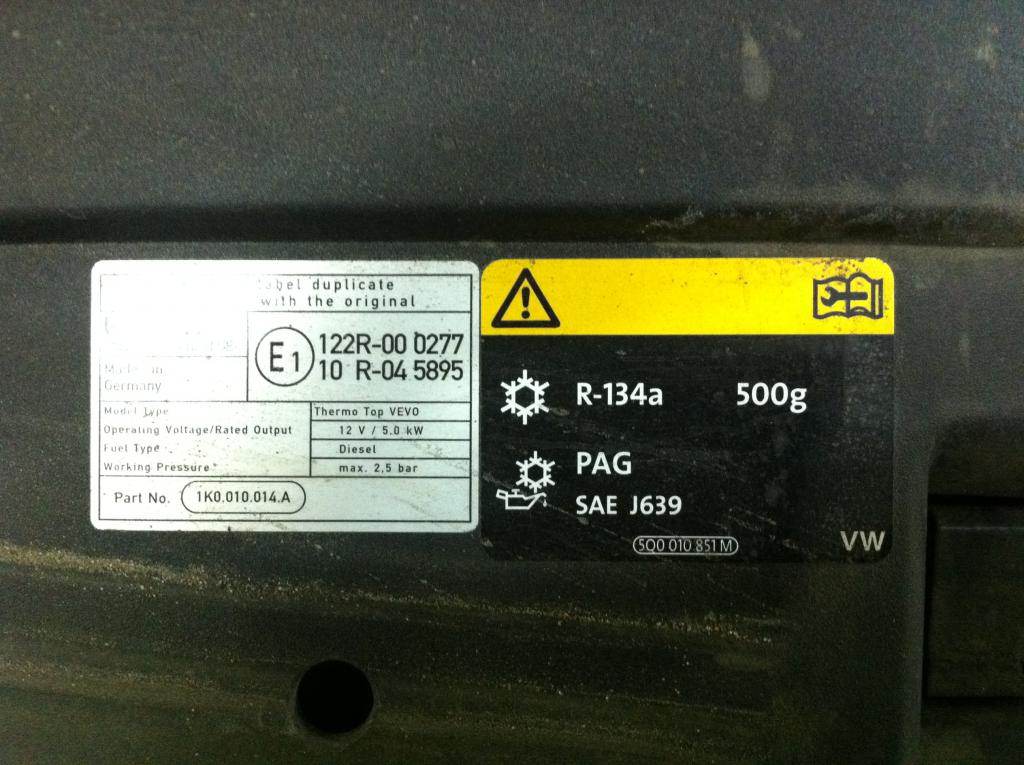 label duplicate
with the original
Made in
Germany
E1
122R-00 0277
10 R-04 5895
Model Type Thermo Top VEVO
Operating Voltage/Rated Output 12 V / 5.0 kW
Fuel Type Diesel
Working Pressure max. 2,5 bar
Part No. 1K0.010.014.A
R-134a 500g
PAG
SAE J639
5Q0 010 851 M
VW